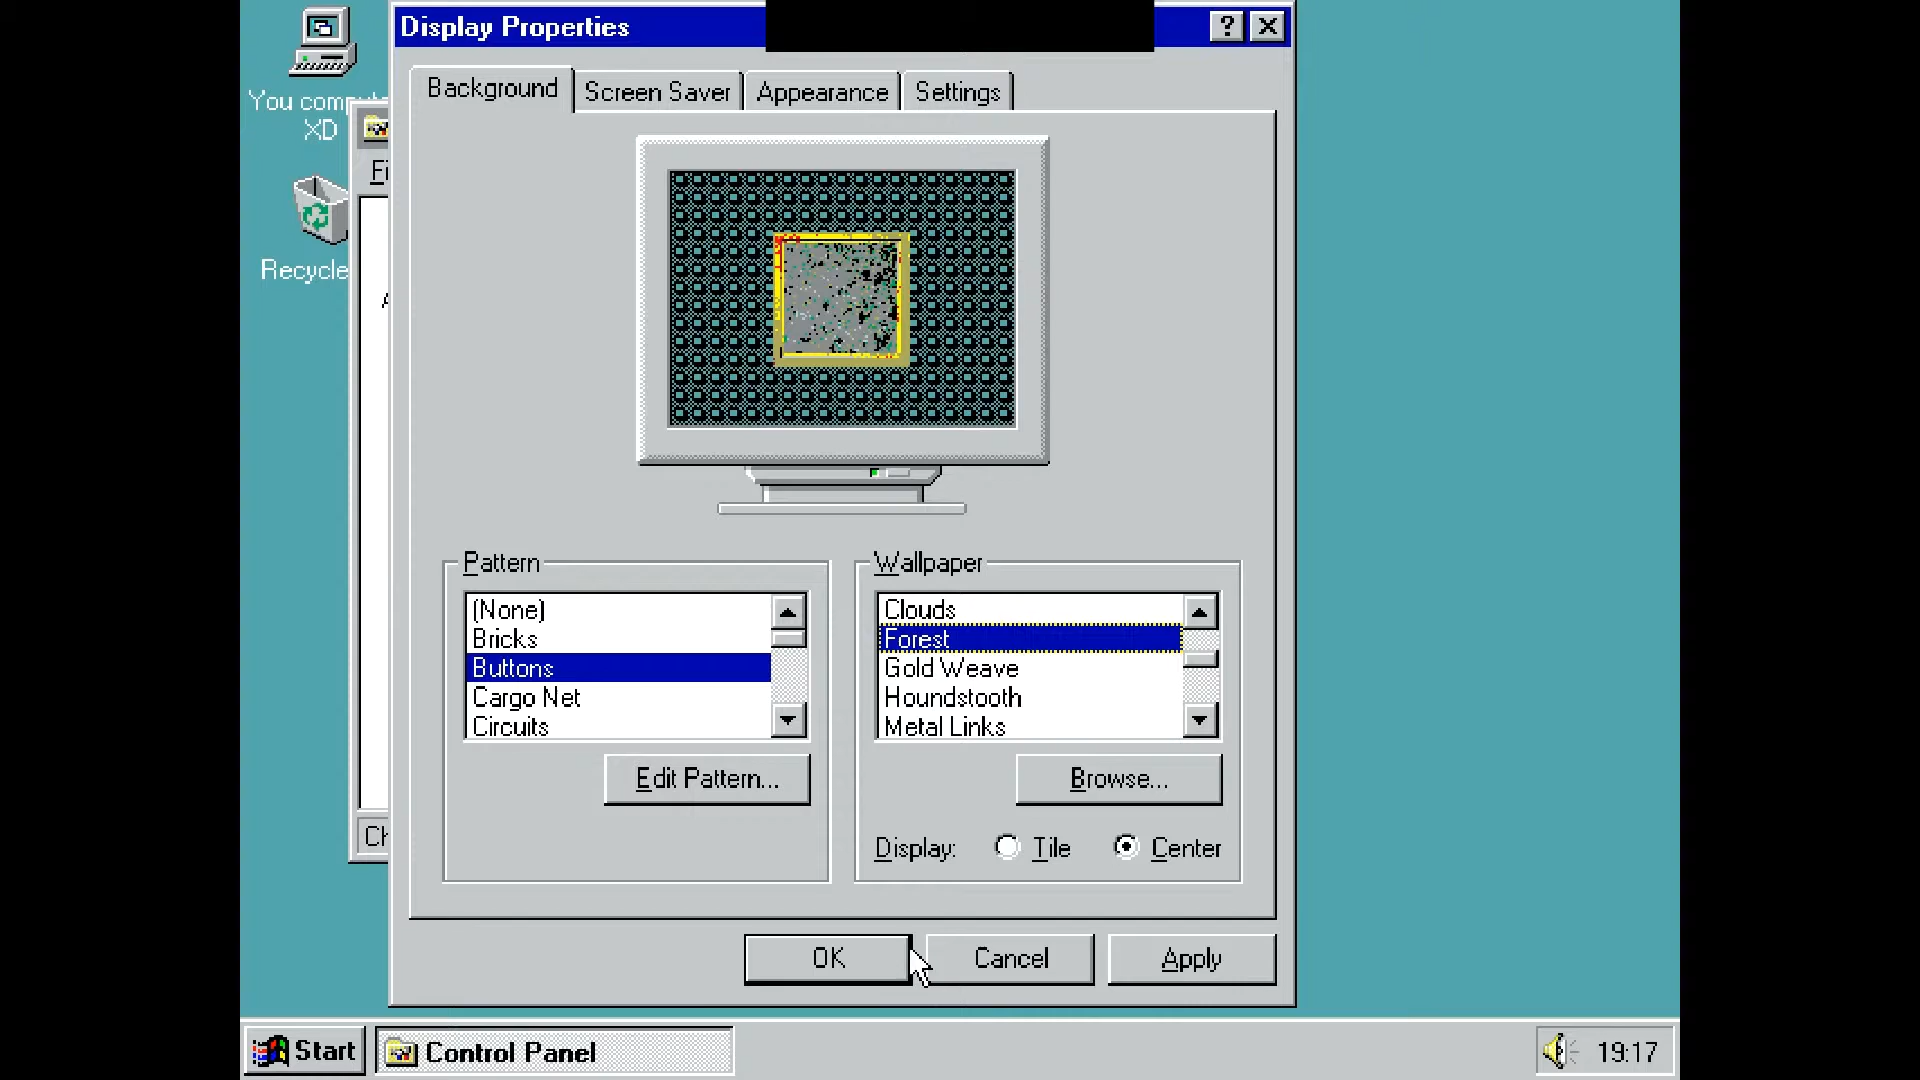 Display Properties
Background
Screen Saver
Appearance
Settings
You comput
XD
Fi
Recycle
Pattern
(None)
Bricks
Buttons
Cargo Net
Circuits
Edit Pattern...
Wallpaper
Clouds
Forest
Gold Weave
Houndstooth
Metal Links
Browse...
Display:
Tile
Center
OK
Cancel
Apply
Start
Control Panel
19:17